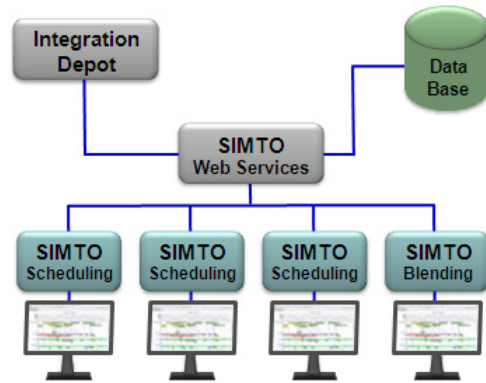 Integration
Depot
Data
Base
SIMTO
Web Services
SIMTO
Scheduling
SIMTO
Scheduling
SIMTO
Scheduling
SIMTO
Blending